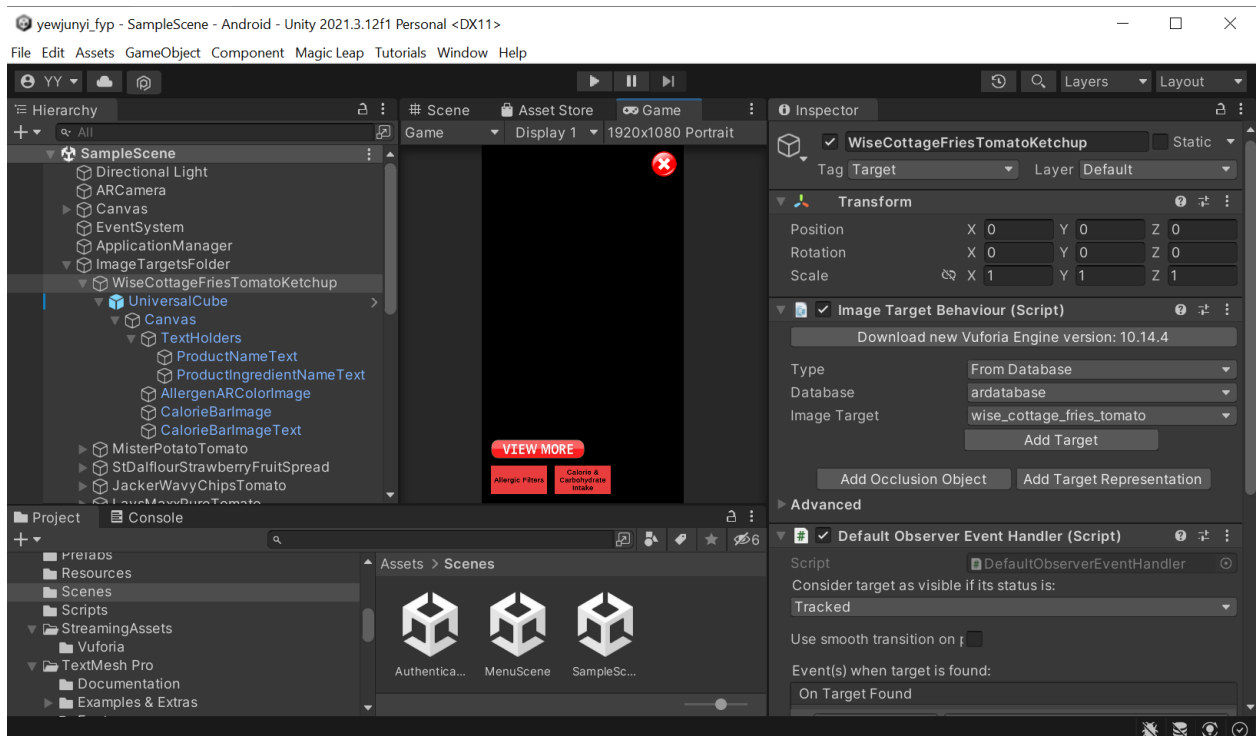 yewjunyi_fyp - SampleScene - Android - Unity 2021.3.12f1 Personal <DX11>
File Edit Assets GameObject Component Magic Leap Tutorials Window Help
YY Layers Layout
Hierarchy
All
SampleScene
Directional Light
ARCamera
Canvas
EventSystem
ApplicationManager
ImageTargetsFolder
WiseCottageFriesTomatoKetchup
UniversalCube
Canvas
TextHolders
ProductNameText
ProductIngredientNameText
AllergenARColorImage
CalorieBarImage
CalorieBarImageText
MisterPotatoTomato
StDalflourStrawberryFruitSpread
JackerWavyChipsTomato
LaysMaxxPureTomato
Scene Asset Store Game
Game Display 1 1920x1080 Portrait
VIEW MORE
Allergic Filters
Calorie &
Carbohydrate
Intake
Inspector
WiseCottageFriesTomatoKetchup Static
Tag Target Layer Default
Transform
Position X 0 Y 0 Z 0
Rotation X 0 Y 0 Z 0
Scale X 1 Y 1 Z 1
Image Target Behaviour (Script)
Download new Vuforia Engine version: 10.14.4
Type From Database
Database ardatabase
Image Target wise_cottage_fries_tomato
Add Target
Add Occlusion Object Add Target Representation
Advanced
Default Observer Event Handler (Script)
Script DefaultObserverEventHandler
Consider target as visible if its status is:
Tracked
Use smooth transition on p
Event(s) when target is found:
On Target Found
Project Console
6
Prefabs
Resources
Scenes
Scripts
StreamingAssets
Vuforia
TextMesh Pro
Documentation
Examples & Extras
Assets > Scenes
Authentica... MenuScene SampleSc...